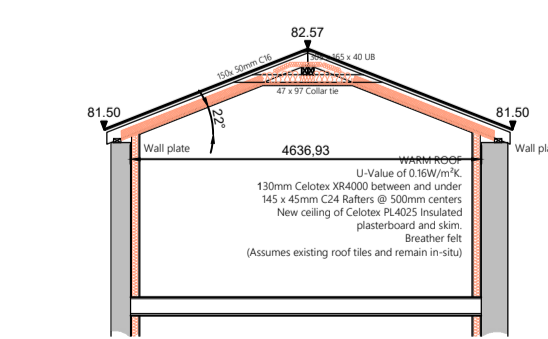 82.57
150x 50mm C16
305 x 165 x 40 UB
47 x 97 Collar tie
81.50
81.50
22°
Wall plate
4636,93
Wall pla
WARM ROOF
U-Value of 0.16W/m²K.
130mm Celotex XR4000 between and under
145 x 45mm C24 Rafters @ 500mm centers
New ceiling of Celotex PL4025 Insulated
plasterboard and skim.
Breather felt
(Assumes existing roof tiles and remain in-situ)